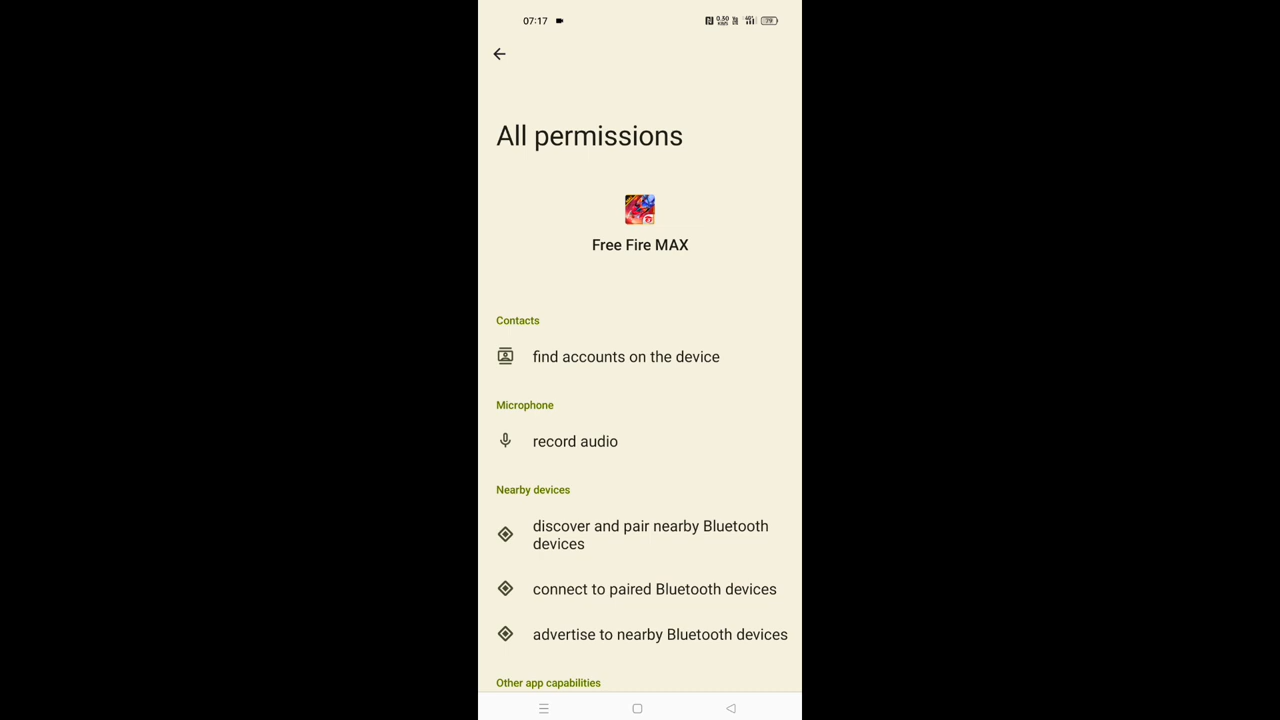 07:17
79
All permissions
Free Fire MAX
Contacts
find accounts on the device
Microphone
record audio
Nearby devices
discover and pair nearby Bluetooth
devices
connect to paired Bluetooth devices
advertise to nearby Bluetooth devices
Other app capabilities